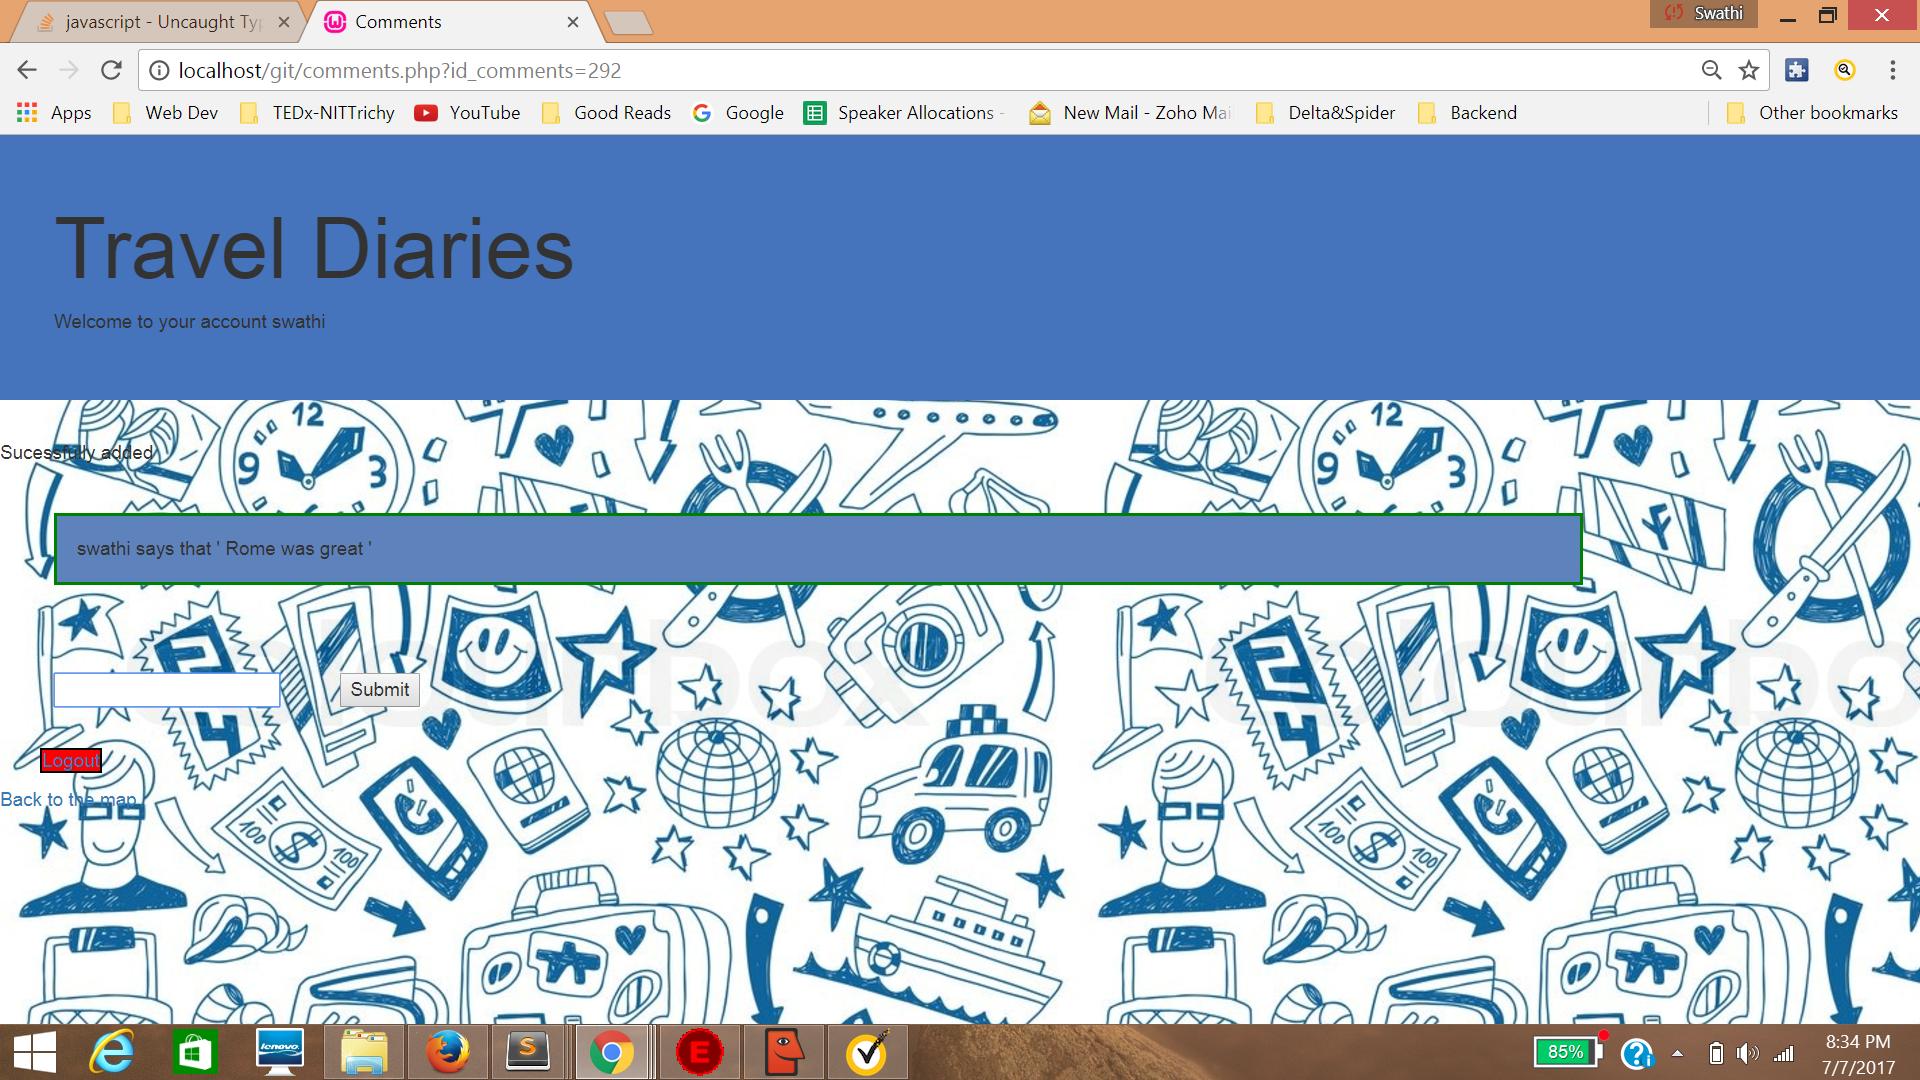 javascript - Uncaught Ty
Comments
Swathi
localhost/git/comments.php?id_comments=292
Apps
Web Dev
TEDx-NITTrichy
YouTube
Good Reads
Google
Speaker Allocations -
New Mail - Zoho Mai
Delta&Spider
Backend
Other bookmarks
Travel Diaries
Welcome to your account swathi
12
9
3
12
9
3
Sucessfully added
swathi says that ' Rome was great '
Submit
Logout
Back to the map
100
$
100
100
$
100
lenovo
S
E
85%
8:34 PM
7/7/2017